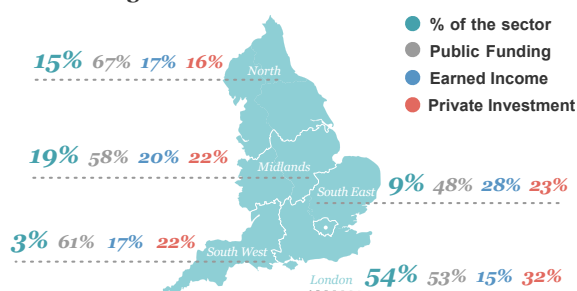 % of the sector
Public Funding
Earned Income
Private Investment
15% 67% 17% 16%
North
19% 58% 20% 22%
Midlands
South East
9% 48% 28% 23%
3% 61% 17% 22%
South West
London
54% 53% 15% 32%